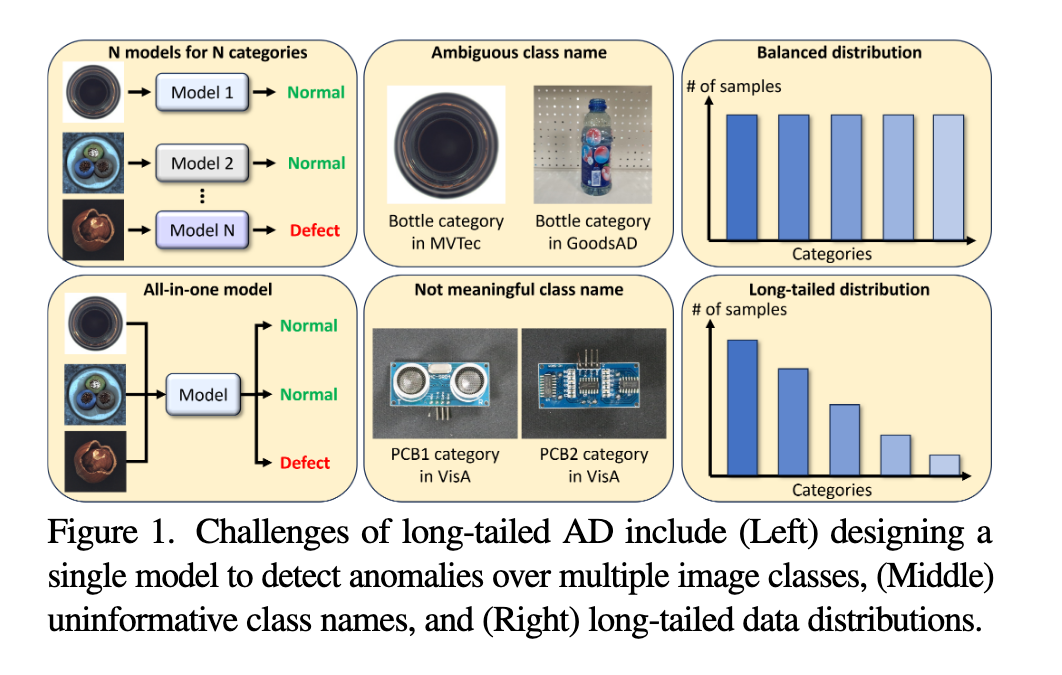 N models for N categories
Model 1
Normal
Model 2
Normal
Model N
Defect
Ambiguous class name
Bottle category
in MVTec
Bottle category
in GoodsAD
Balanced distribution
# of samples
Categories
All-in-one model
Model
Normal
Normal
Defect
Not meaningful class name
PCB1 category
in VisA
PCB2 category
in VisA
Long-tailed distribution
# of samples
Categories
Figure 1. Challenges of long-tailed AD include (Left) designing a
single model to detect anomalies over multiple image classes, (Middle)
uninformative class names, and (Right) long-tailed data distributions.